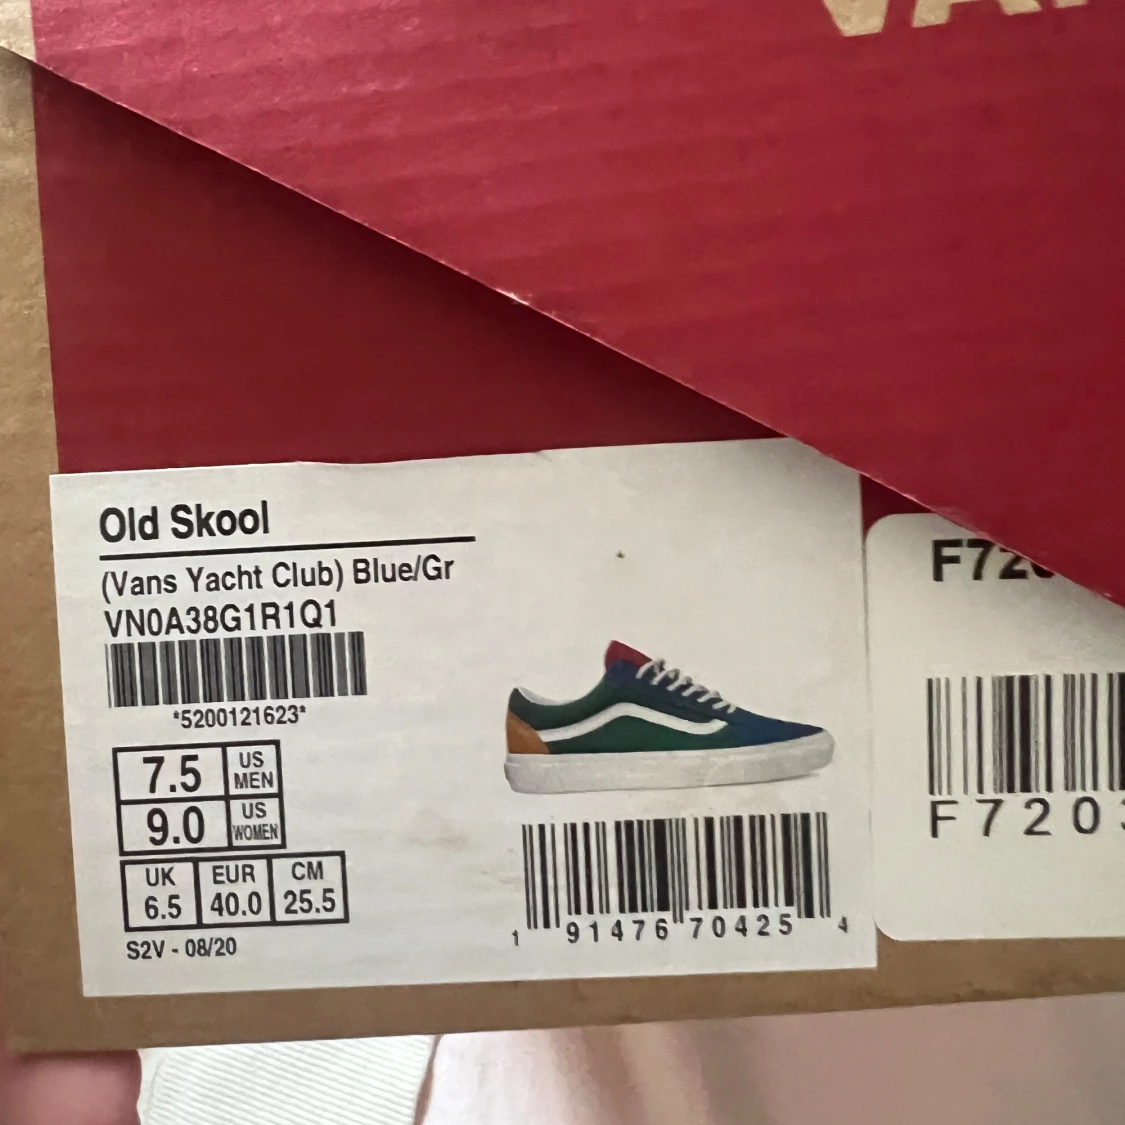 Old Skool
(Vans Yacht Club) Blue/Gr
VN0A38G1R1Q1
*5200121623*
7.5 US MEN
9.0 US WOMEN
UK EUR CM
6.5 40.0 25.5
S2V - 08/20
1 91476 70425 4
F720